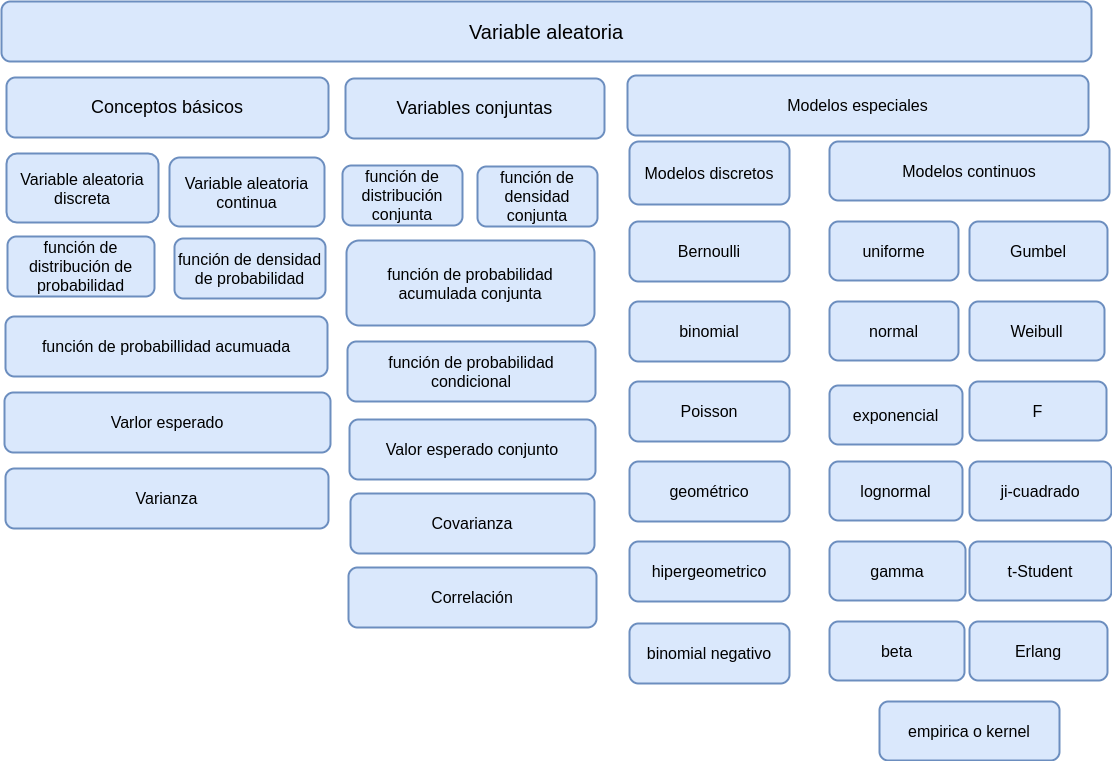 Variable aleatoria
Conceptos básicos
Variable aleatoria
discreta
Variable aleatoria
continua
función de
distribución de
probabilidad
función de densidad
de probabilidad
función de probabillidad acumuada
Varlor esperado
Varianza
Variables conjuntas
función de
distribución
conjunta
función de
densidad
conjunta
función de probabilidad
acumulada conjunta
función de probabilidad
condicional
Valor esperado conjunto
Covarianza
Correlación
Modelos especiales
Modelos discretos
Bernoulli
binomial
Poisson
geométrico
hipergeometrico
binomial negativo
Modelos continuos
uniforme
Gumbel
normal
Weibull
exponencial
F
lognormal
ji-cuadrado
gamma
t-Student
beta
Erlang
empirica o kernel